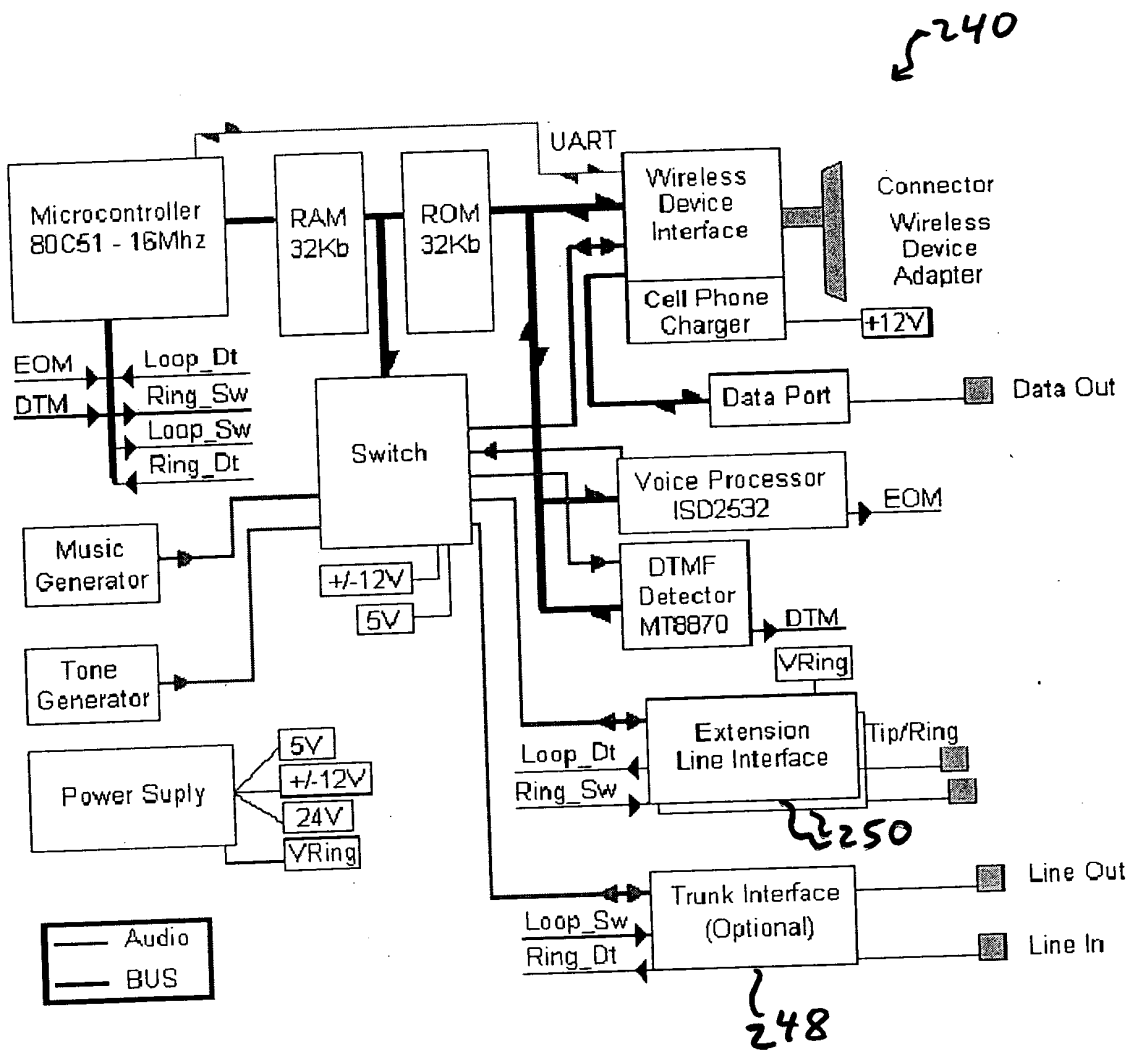 240
UART
Microcontroller
80C51 - 16Mhz
RAM
32Kb
ROM
32Kb
Wireless
Device
Interface
Cell Phone
Charger
Connector
Wireless
Device
Adapter
+12V
EOM
DTM
Loop_Dt
Ring_Sw
Loop_Sw
Ring_Dt
Switch
Data Port
Data Out
Voice Processor
ISD2532
EOM
Music
Generator
+/-12V
5V
DTMF
Detector
MT8870
DTM
Tone
Generator
VRing
Extension
Line Interface
Tip/Ring
Loop_Dt
Ring_Sw
250
Power Suply
5V
+/-12V
24V
VRing
Trunk Interface
(Optional)
Line Out
Line In
Loop_Sw
Ring_Dt
248
Audio
BUS